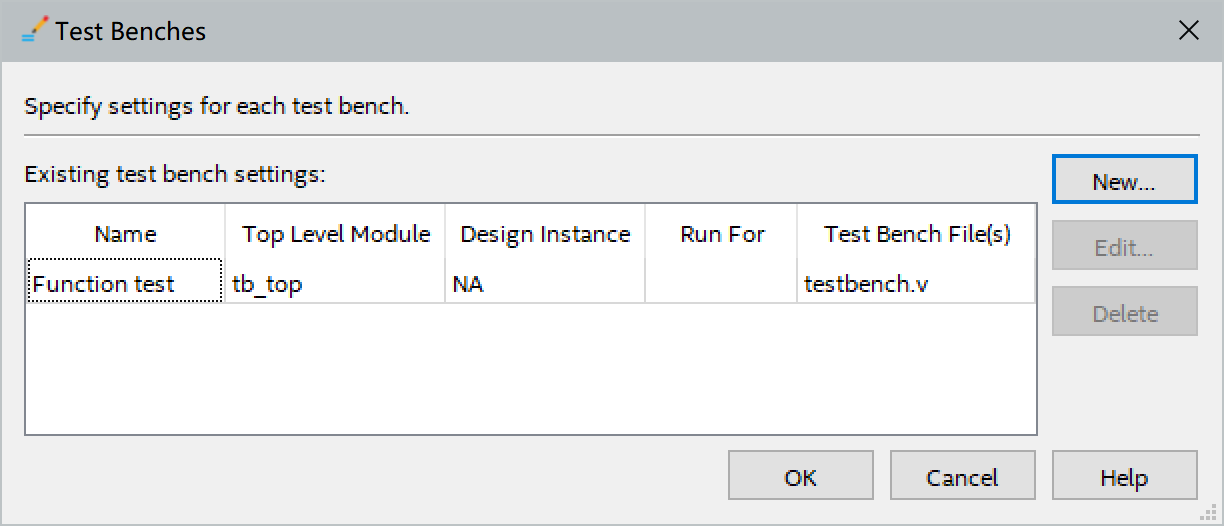 Test Benches
Specify settings for each test bench.
Existing test bench settings:
New...
Name Top Level Module Design Instance Run For Test Bench File(s)
Edit...
Function test tb_top NA testbench.v
Delete
OK Cancel Help